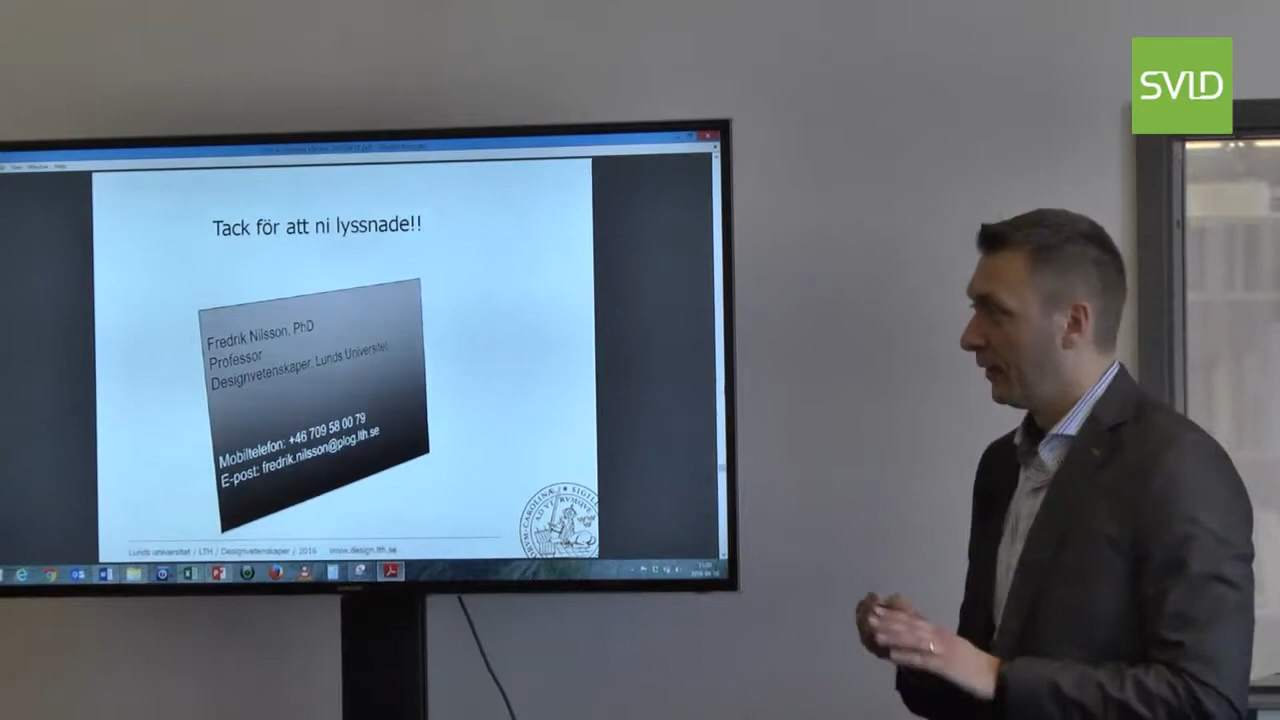 SVID
Tack för att ni lyssnade!!
Fredrik Nilsson, PhD
Professor
Designvetenskaper, Lunds Universitet
Mobiltelefon: +46 709 58 00 79
E-post: fredrik.nilsson@plog.lth.se
Lunds universitet / LTH / Designvetenskaper / 2016 www.design.lth.se